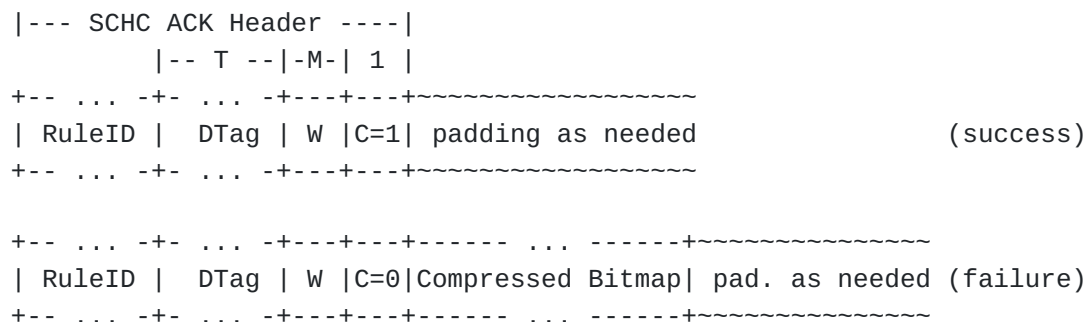 |--- SCHC ACK Header ----|
         |-- T --|-M-| 1 |
+-- ... -+- ... -+---+---+~~~~~~~~~~~~~~~~~~
| RuleID |  DTag | W |C=1| padding as needed                (success)
+-- ... -+- ... -+---+---+~~~~~~~~~~~~~~~~~~

+-- ... -+- ... -+---+---+------ ... ------+~~~~~~~~~~~~~~~
| RuleID |  DTag | W |C=0|Compressed Bitmap| pad. as needed (failure)
+-- ... -+- ... -+---+---+------ ... ------+~~~~~~~~~~~~~~~